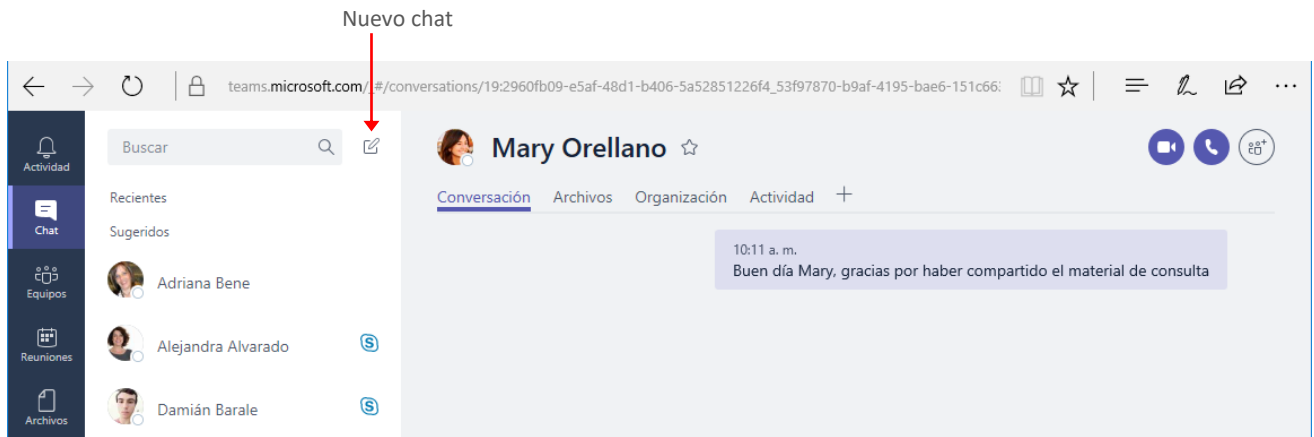 Nuevo chat
teams.microsoft.com/_#/conversations/19:2960fb09-e5af-48d1-b406-5a52851226f4_53f97870-b9af-4195-bae6-151c663
Actividad
Chat
Equipos
Reuniones
Archivos
Buscar
Recientes
Sugeridos
Adriana Bene
Alejandra Alvarado
Damián Barale
Mary Orellano
Conversación Archivos Organización Actividad
10:11 a. m.
Buen día Mary, gracias por haber compartido el material de consulta